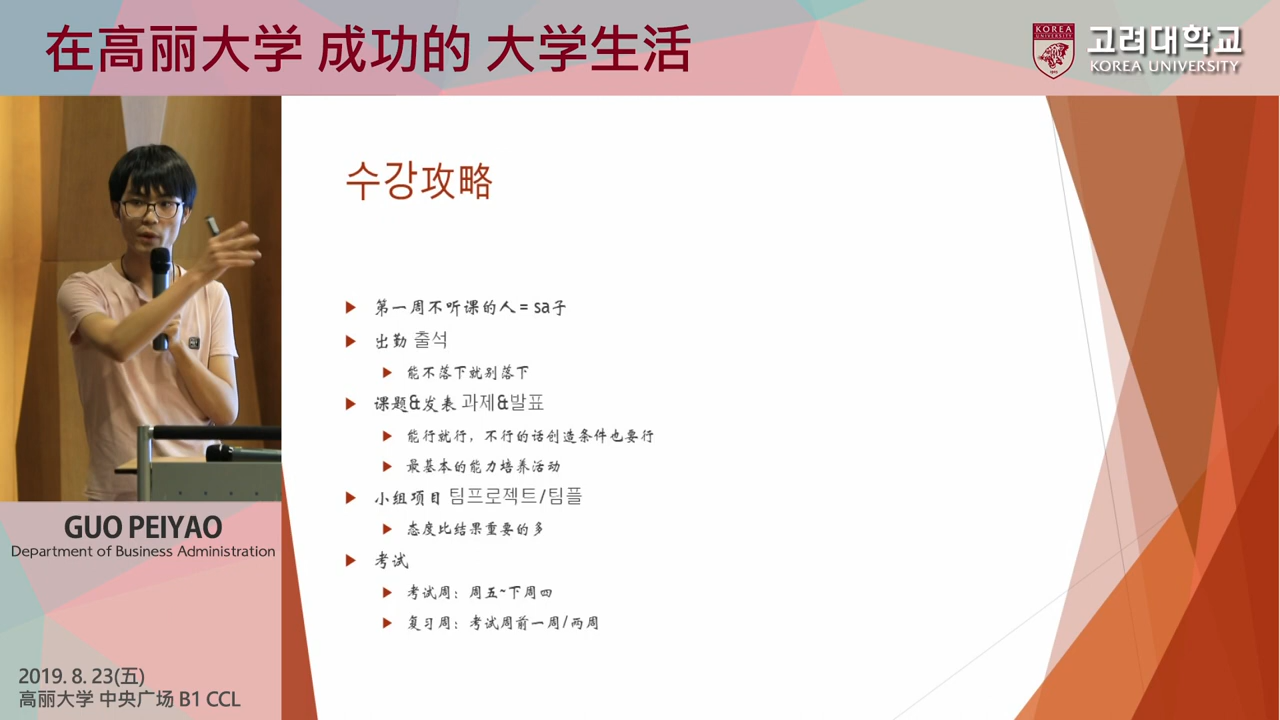 在高丽大学 成功的 大学生活
KOREA
UNIVERSITY
고려대학교
KOREA UNIVERSITY
수강攻略
第一周不听课的人 = sa子
出勤 출석
能不落下就别落下
课题&发表 과제&발표
能行就行，不行的话创造条件也要行
最基本的能力培养活动
小组项目 팀프로젝트/팀플
态度比结果重要的多
考试
考试周：周五~下周四
复习周：考试周前一周/两周
GUO PEIYAO
Department of Business Administration
2019. 8. 23(五)
高丽大学 中央广场 B1 CCL